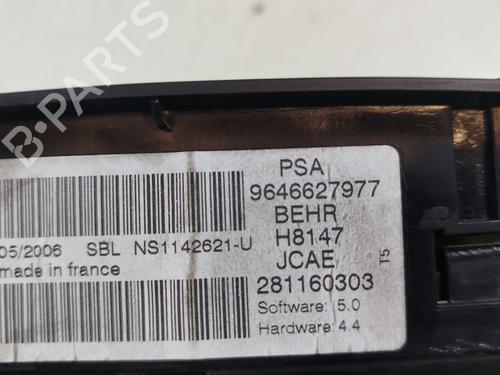 PSA
9646627977
BEHR
H8147
JCAE
T5
281160303
Software: 5.0
Hardware: 4.4
05/2006 SBL NS1142621-U
made in france
B-PARTS